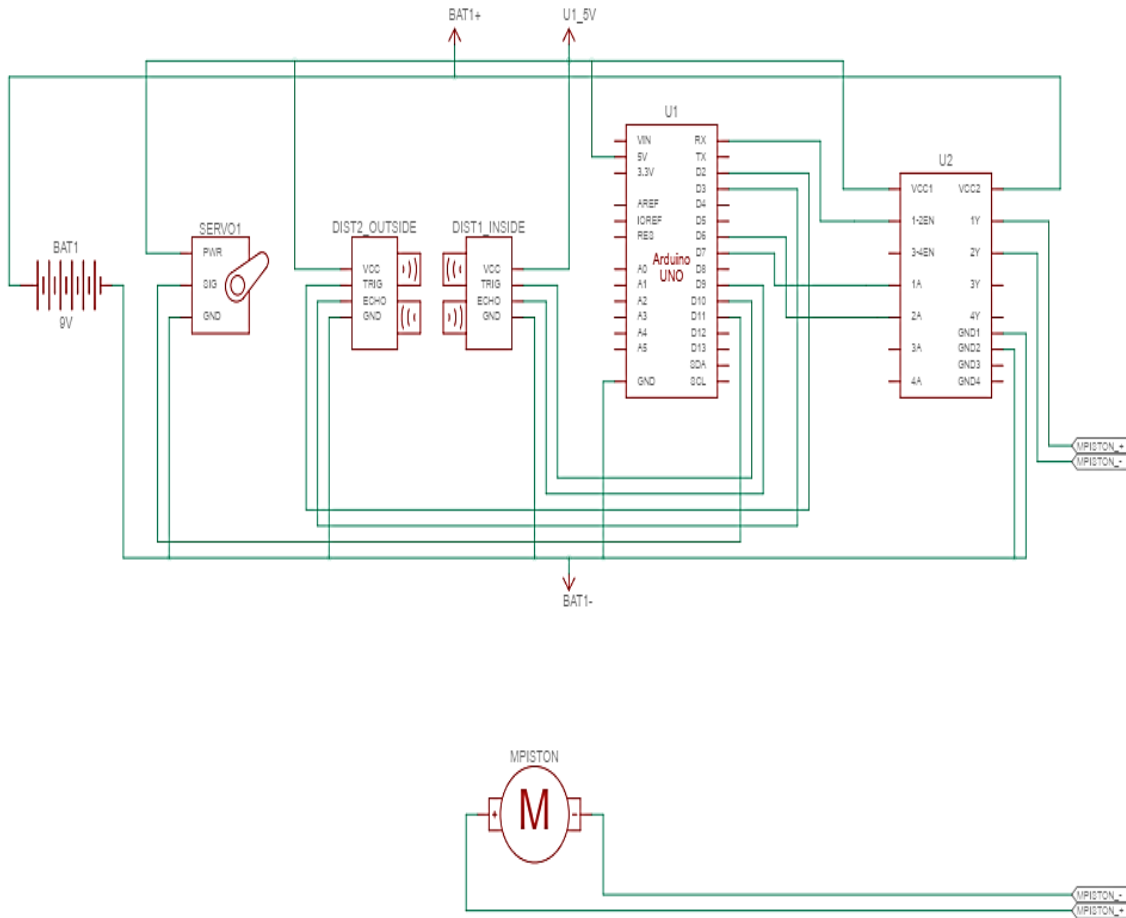 BAT1+
U1_5V
U1
VIN
5V
3.3V
AREF
IOREF
RES
A0
A1
A2
A3
A4
A5
GND
Arduino
UNO
RX
TX
D2
D3
D4
D5
D6
D7
D8
D9
D10
D11
D12
D13
SDA
SCL
U2
VCC1
1-2EN
3-4EN
1A
2A
3A
4A
VCC2
1Y
2Y
3Y
4Y
GND1
GND2
GND3
GND4
BAT1
9V
SERVO1
PWR
SIG
GND
DIST2_OUTSIDE
VCC
TRIG
ECHO
GND
DIST1_INSIDE
VCC
TRIG
ECHO
GND
MPISTON_+
MPISTON_-
BAT1-
MPISTON
+
M
-
MPISTON_-
MPISTON_+